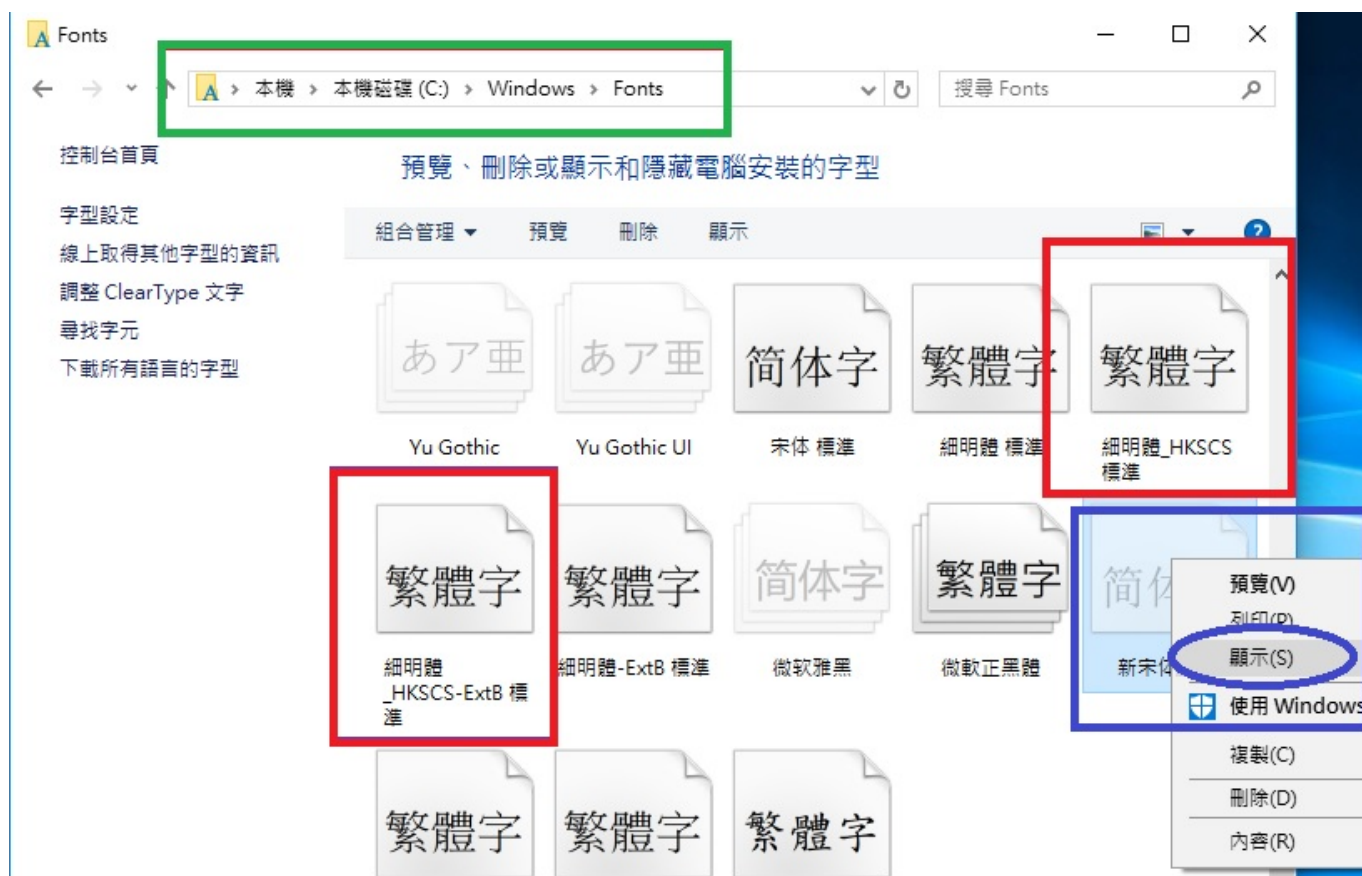 Fonts
本機 > 本機磁碟 (C:) > Windows > Fonts
搜尋 Fonts
控制台首頁
字型設定
線上取得其他字型的資訊
調整 ClearType 文字
尋找字元
下載所有語言的字型
預覽、刪除或顯示和隱藏電腦安裝的字型
組合管理 預覽 刪除 顯示
あア亜 あア亜 简体字 繁體字 繁體字
Yu Gothic
Yu Gothic UI
宋体 標準
細明體 標準
細明體_HKSCS
標準
繁體字 繁體字 简体字 繁體字 简体
細明體
_HKSCS-ExtB 標
準
細明體-ExtB 標準
微软雅黑
微軟正黑體
新宋体
預覽(V)
列印(P)
顯示(S)
使用 Windows
複製(C)
刪除(D)
內容(R)
繁體字 繁體字 繁體字